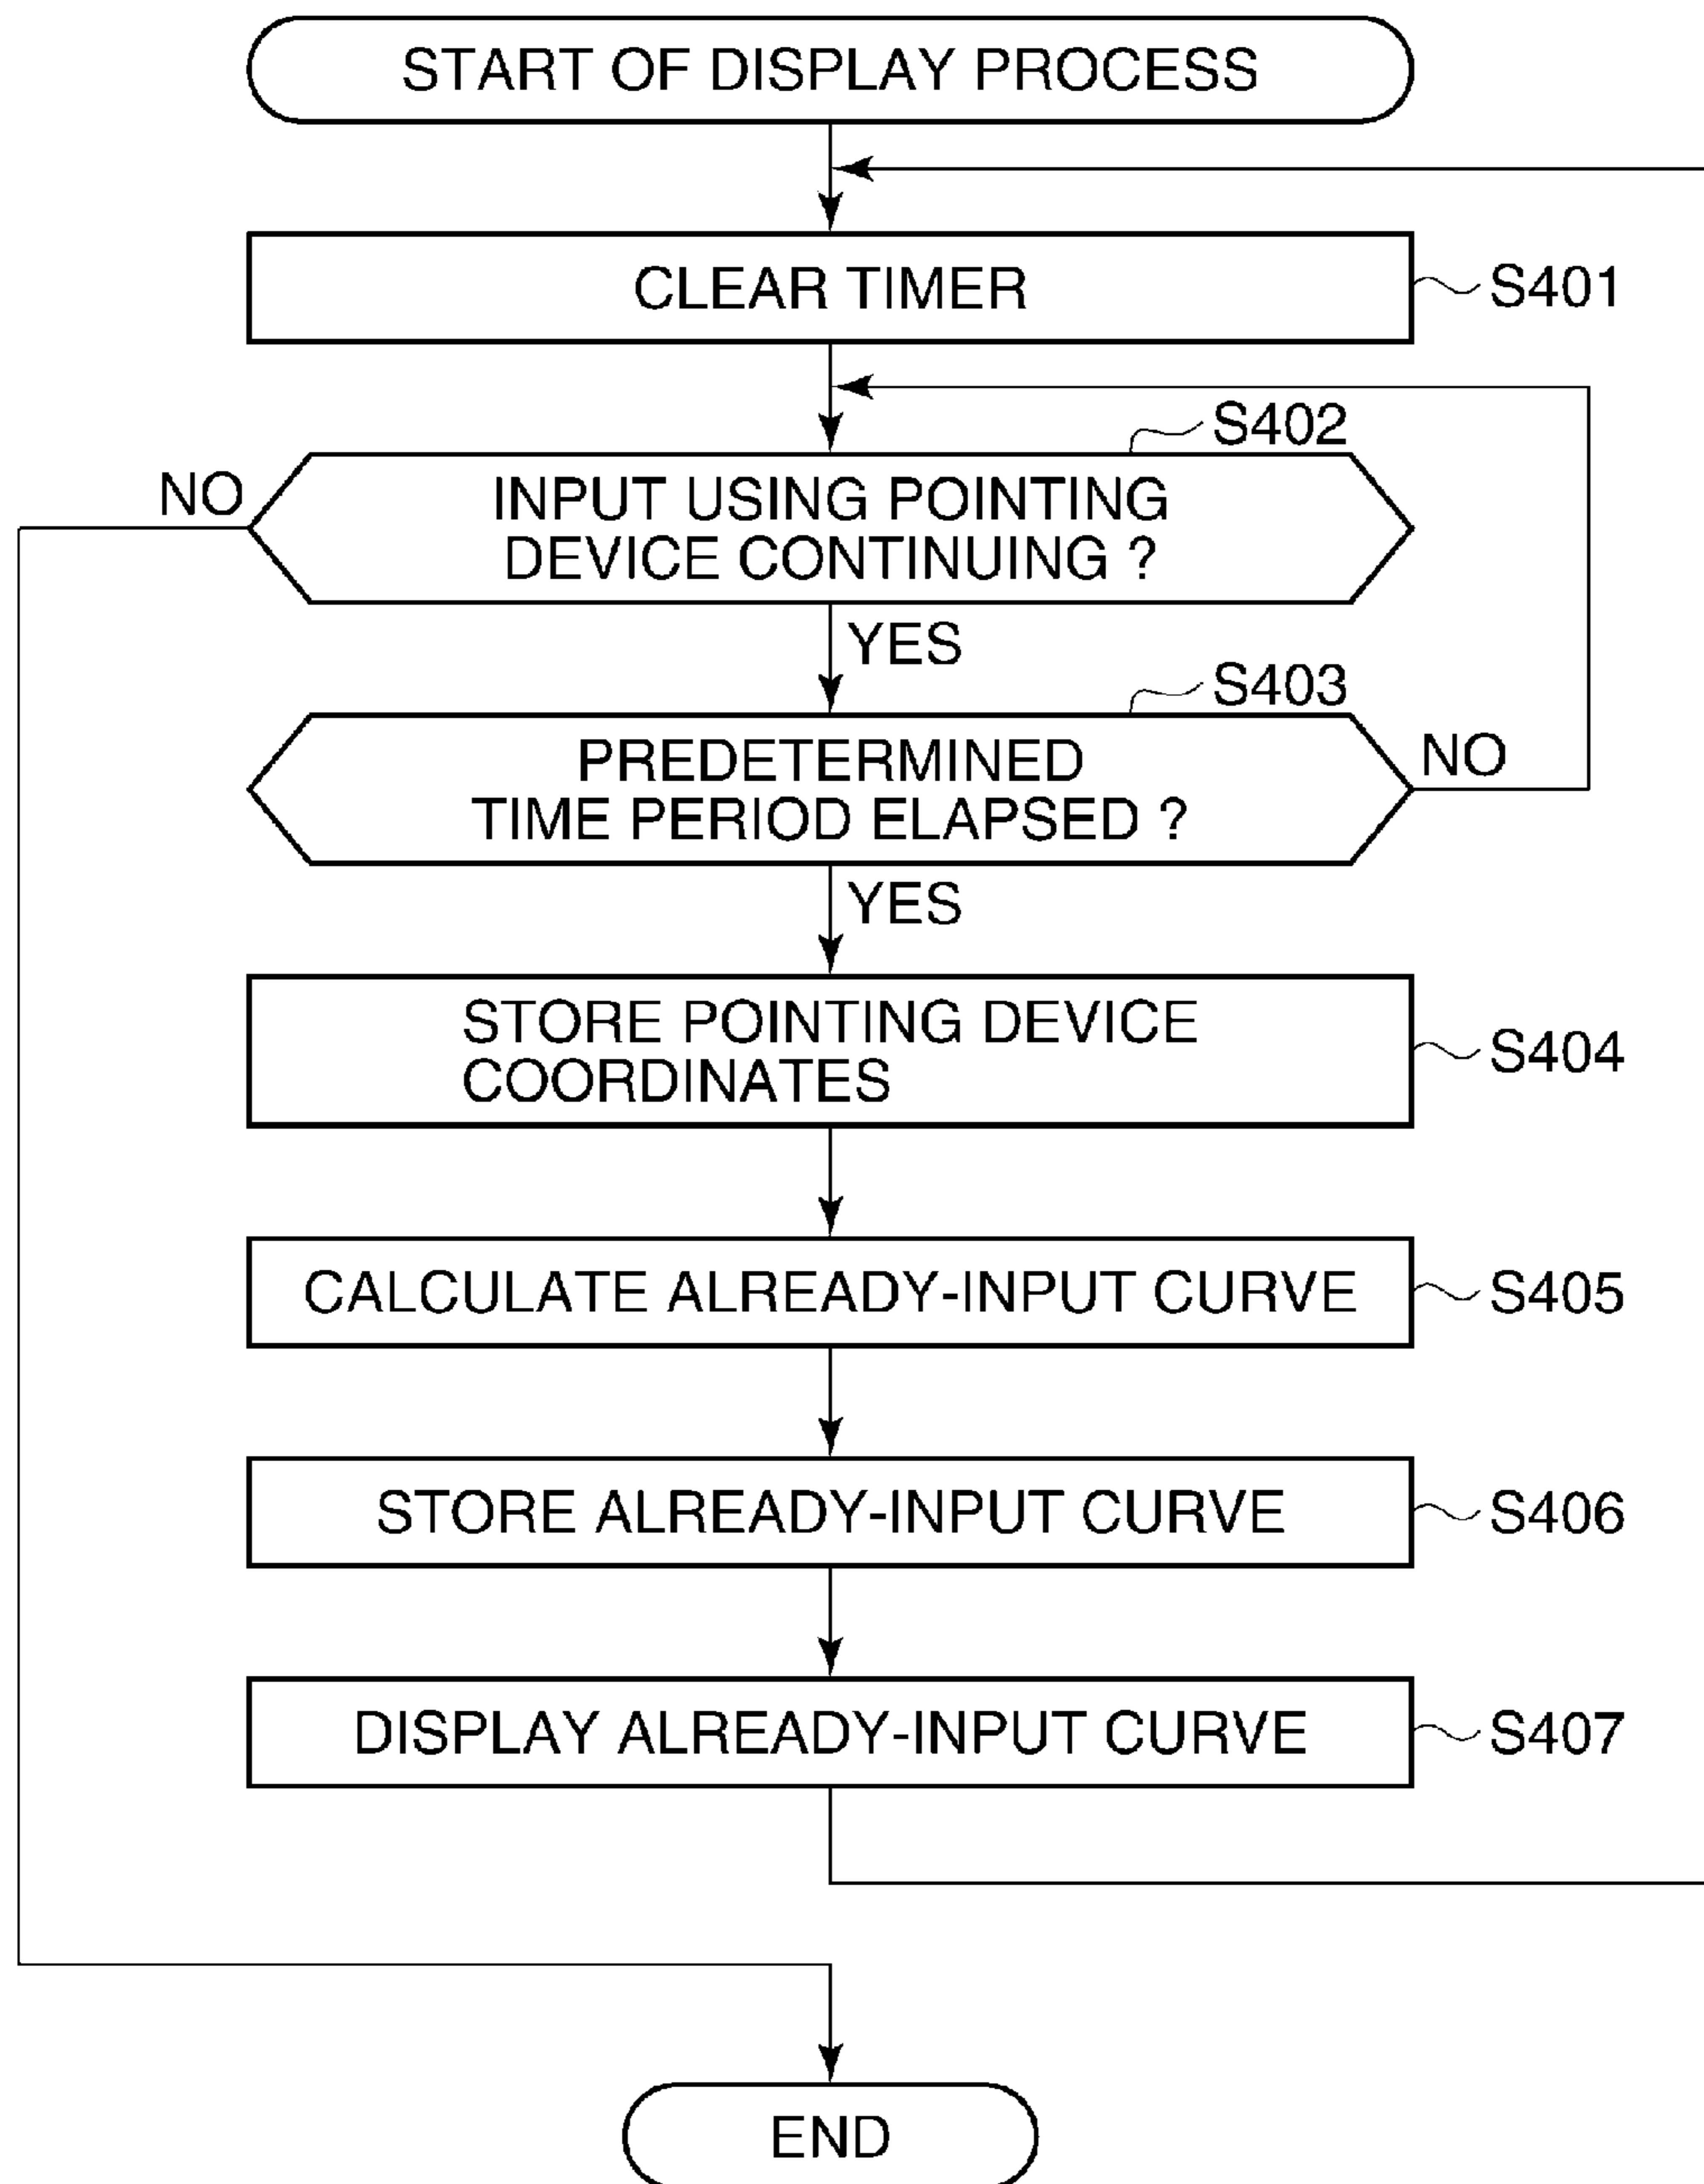 START OF DISPLAY PROCESS
CLEAR TIMER
S401
S402
NO
INPUT USING POINTING
DEVICE CONTINUING ?
YES
S403
PREDETERMINED
TIME PERIOD ELAPSED ?
NO
YES
STORE POINTING DEVICE
COORDINATES
S404
CALCULATE ALREADY-INPUT CURVE
S405
STORE ALREADY-INPUT CURVE
S406
DISPLAY ALREADY-INPUT CURVE
S407
END